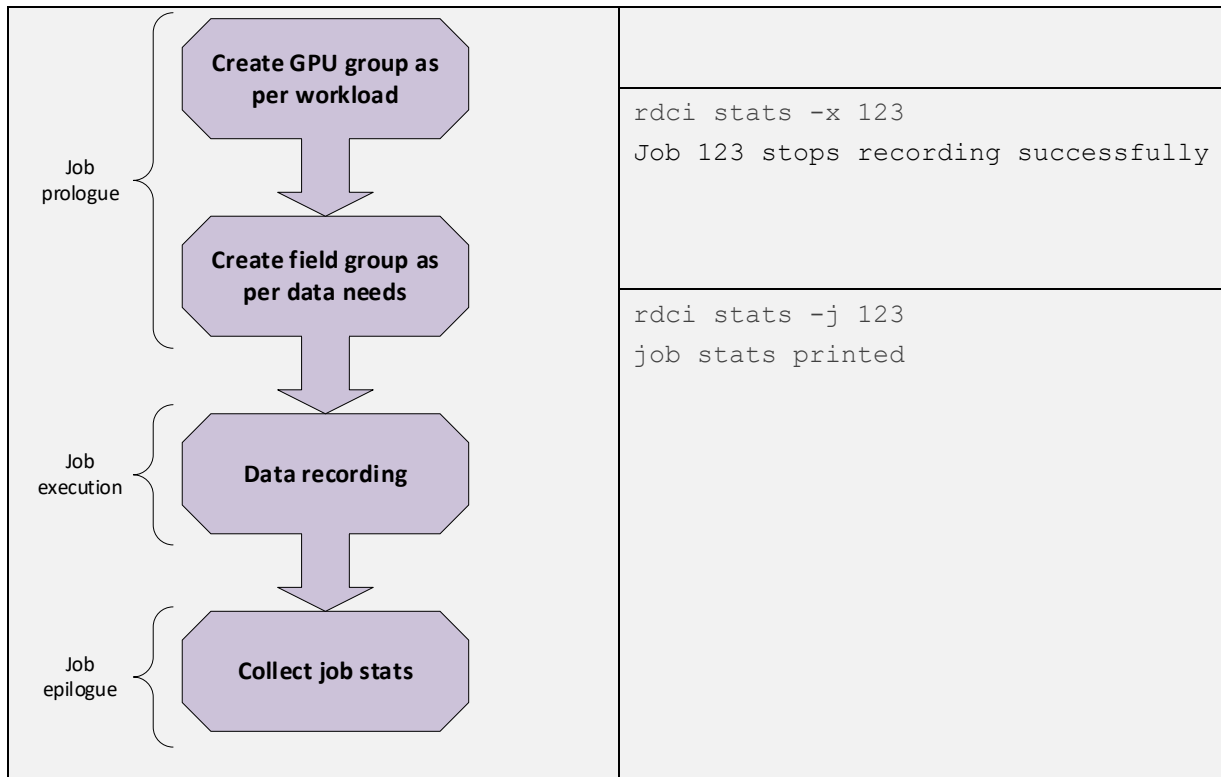 Job
prologue
Create GPU group as
per workload
Create field group as
per data needs
Job
execution
Data recording
Job
epilogue
Collect job stats
rdci stats -x 123
Job 123 stops recording successfully
rdci stats -j 123
job stats printed